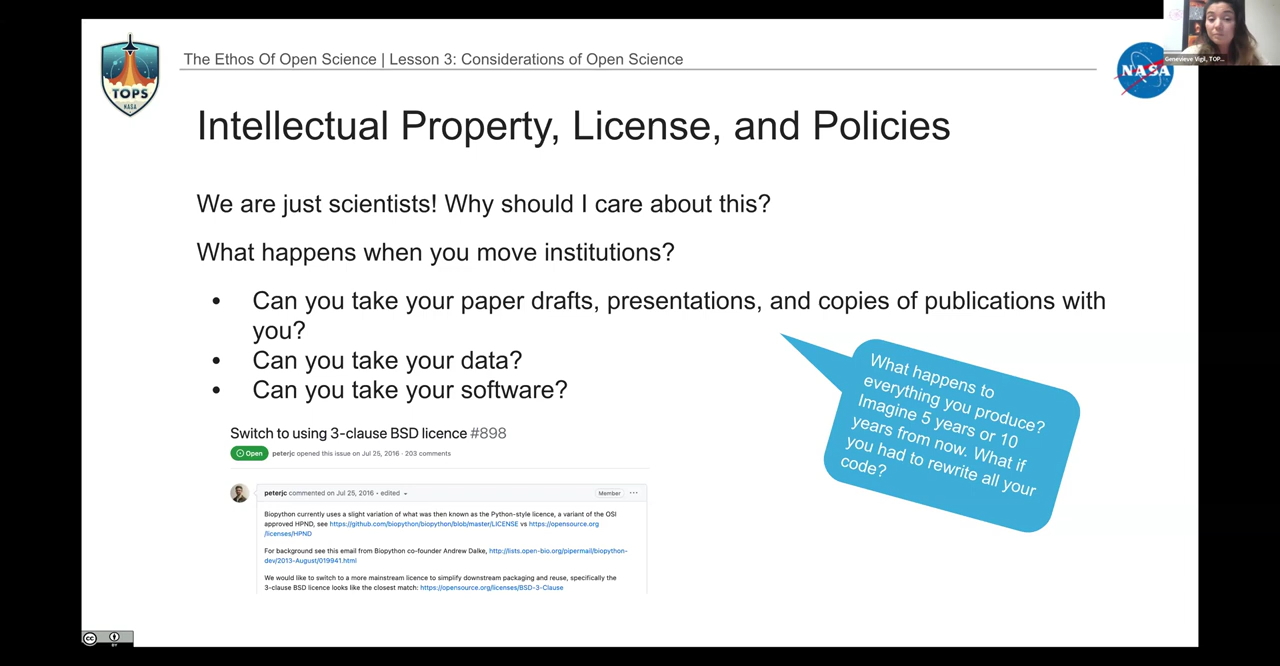 The Ethos Of Open Science | Lesson 3: Considerations of Open Science
TOPS
NASA
NASA
Genevieve Vigil, TOP...
Intellectual Property, License, and Policies
We are just scientists! Why should I care about this?
What happens when you move institutions?
• Can you take your paper drafts, presentations, and copies of publications with
you?
• Can you take your data?
• Can you take your software?
What happens to
everything you produce?
Imagine 5 years or 10
years from now. What if
you had to rewrite all your
code?
Switch to using 3-clause BSD licence #898
Open peterjc opened this issue on Jul 25, 2016 · 203 comments
peterjc commented on Jul 25, 2016 • edited Member ...
Biopython currently uses a slight variation of what was then known as the Python-style licence, a variant of the OSI
approved HPND, see https://github.com/biopython/biopython/blob/master/LICENSE vs https://opensource.org
/licenses/HPND
For background see this email from Biopython co-founder Andrew Dalke, http://lists.open-bio.org/pipermail/biopython-
dev/2013-August/019941.html
We would like to switch to a more mainstream licence to simplify downstream packaging and reuse, specifically the
3-clause BSD licence looks like the closest match: https://opensource.org/licenses/BSD-3-Clause
cc
BY